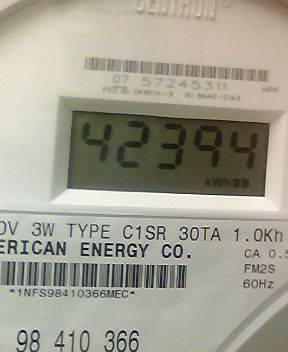 CENTRON®
07 57245311
42394
kWh
0V 3W TYPE C1SR 30TA 1.0Kh
ERICAN ENERGY CO.
CA 0.5
FM2S
60Hz
*1NFS98410366MEC*
98 410 366